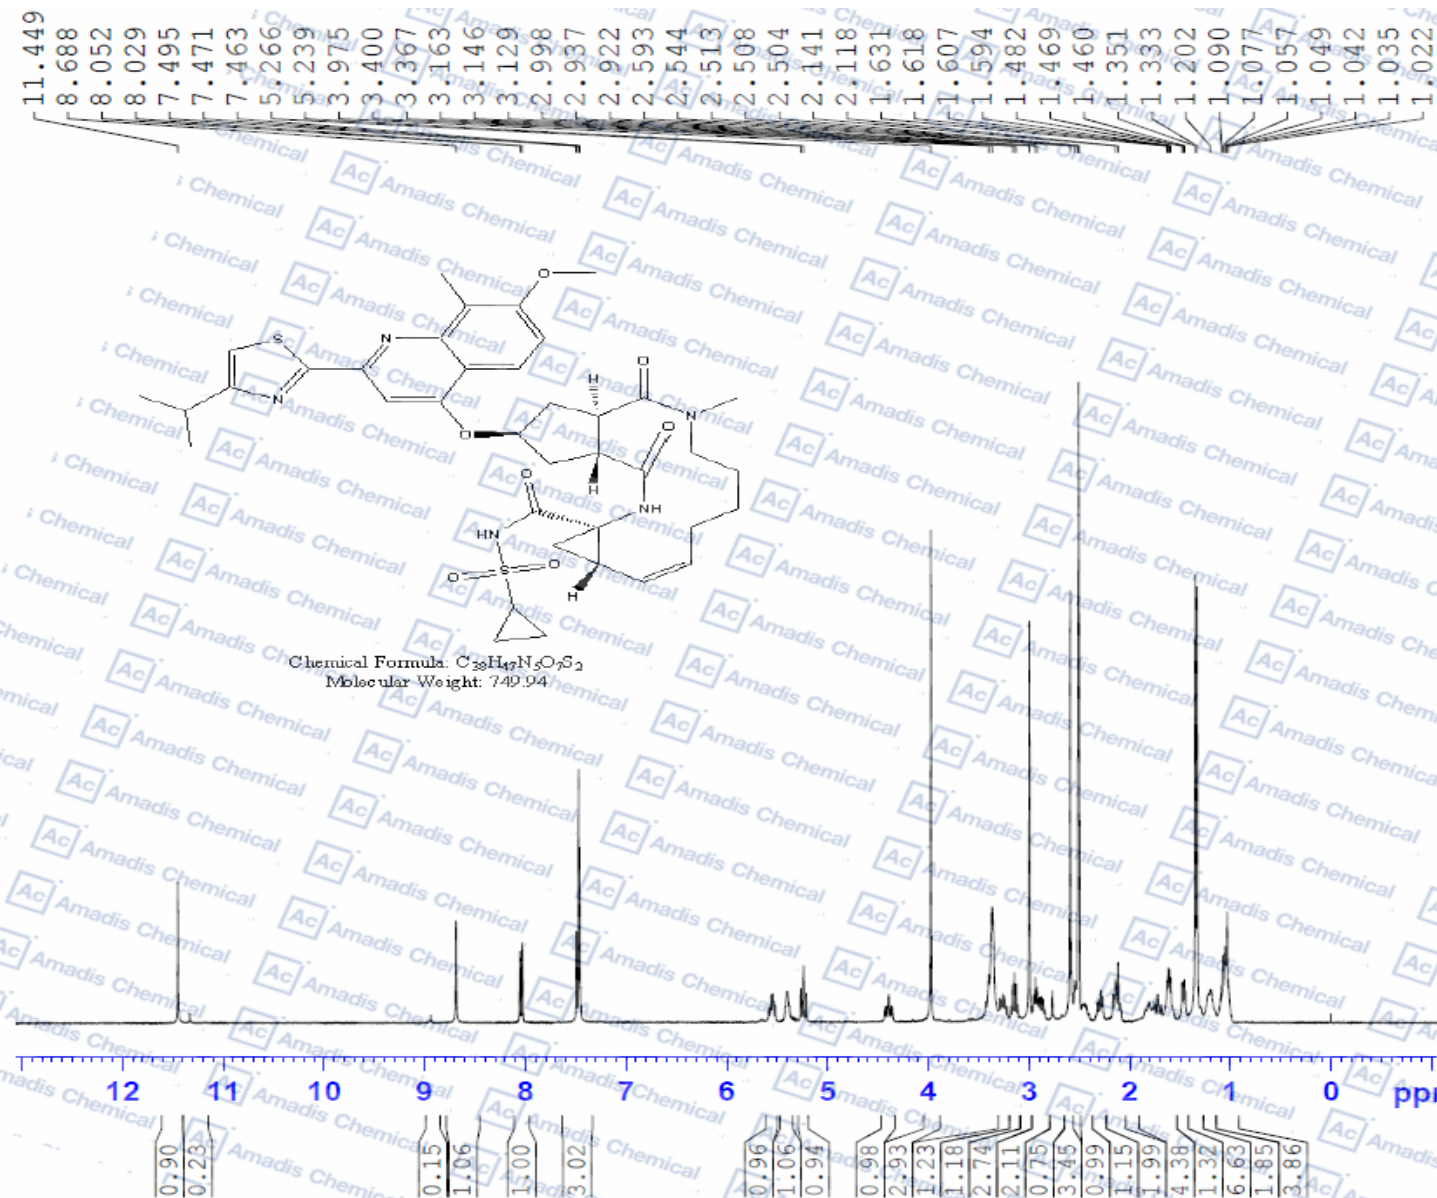 11.449 8.688 8.052 8.029 7.495 7.471 7.463 5.266 5.239 3.975 3.400 3.367 3.163 3.146 3.129 2.998 2.937 2.922 2.593 2.544 2.513 2.508 2.504 2.141 2.118 1.631 1.618 1.607 1.594 1.482 1.469 1.460 1.351 1.333 1.202 1.090 1.077 1.057 1.049 1.042 1.035 1.022
Ac Amadis Chemical
O
S
N
O
N
H
N
O
O
O
H
NH
HN
O
S
O
H
Chemical Formula: C38H47N5O7S2
Molecular Weight: 749.94
12 11 10 9 8 7 6 5 4 3 2 1 0 ppm
0.90 0.23 0.15 1.06 1.00 3.02 0.96 1.06 0.94 0.98 2.93 1.23 1.18 2.74 2.11 0.75 3.45 0.99 1.15 1.99 4.38 1.32 6.63 1.85 3.86